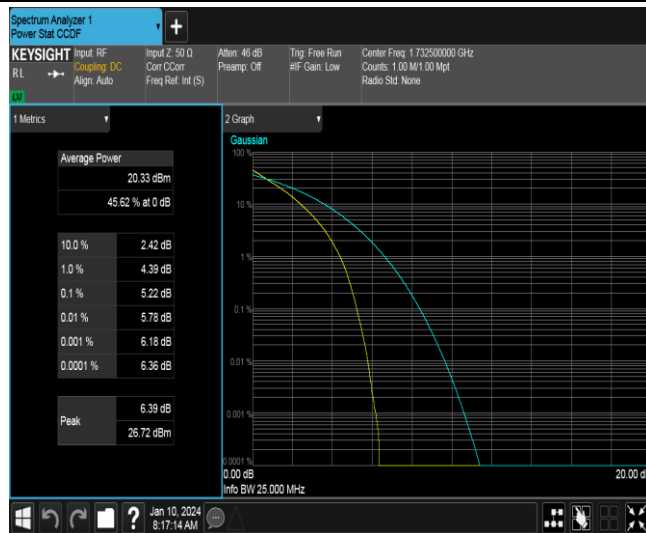 Spectrum Analyzer 1
Power Stat CCDF
+
KEYSIGHT
RL
Input: RF
Coupling: DC
Align: Auto
Input Z: 50 Ω
Corr CCorr
Freq Ref: Int (S)
Atten: 46 dB
Preamp: Off
Trig: Free Run
#IF Gain: Low
Center Freq: 1.732500000 GHz
Counts: 1.00 M/1.00 Mpt
Radio Std: None
1 Metrics
Average Power
20.33 dBm
45.62 % at 0 dB
10.0 % 2.42 dB
1.0 % 4.39 dB
0.1 % 5.22 dB
0.01 % 5.78 dB
0.001 % 6.18 dB
0.0001 % 6.36 dB
Peak
6.39 dB
26.72 dBm
2 Graph
Gaussian
100 %
10 %
1 %
0.1 %
0.01 %
0.001 %
0.0001 %
0.00 dB
20.00 d
Info BW 25.000 MHz
?
Jan 10, 2024
8:17:14 AM